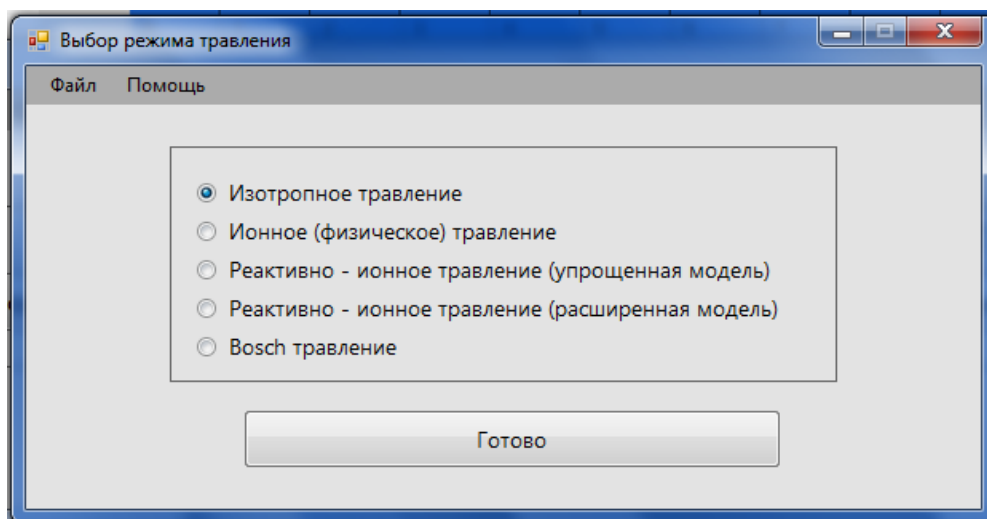 Выбор режима травления
Файл Помощь
Изотропное травление
Ионное (физическое) травление
Реактивно - ионное травление (упрощенная модель)
Реактивно - ионное травление (расширенная модель)
Bosch травление
Готово